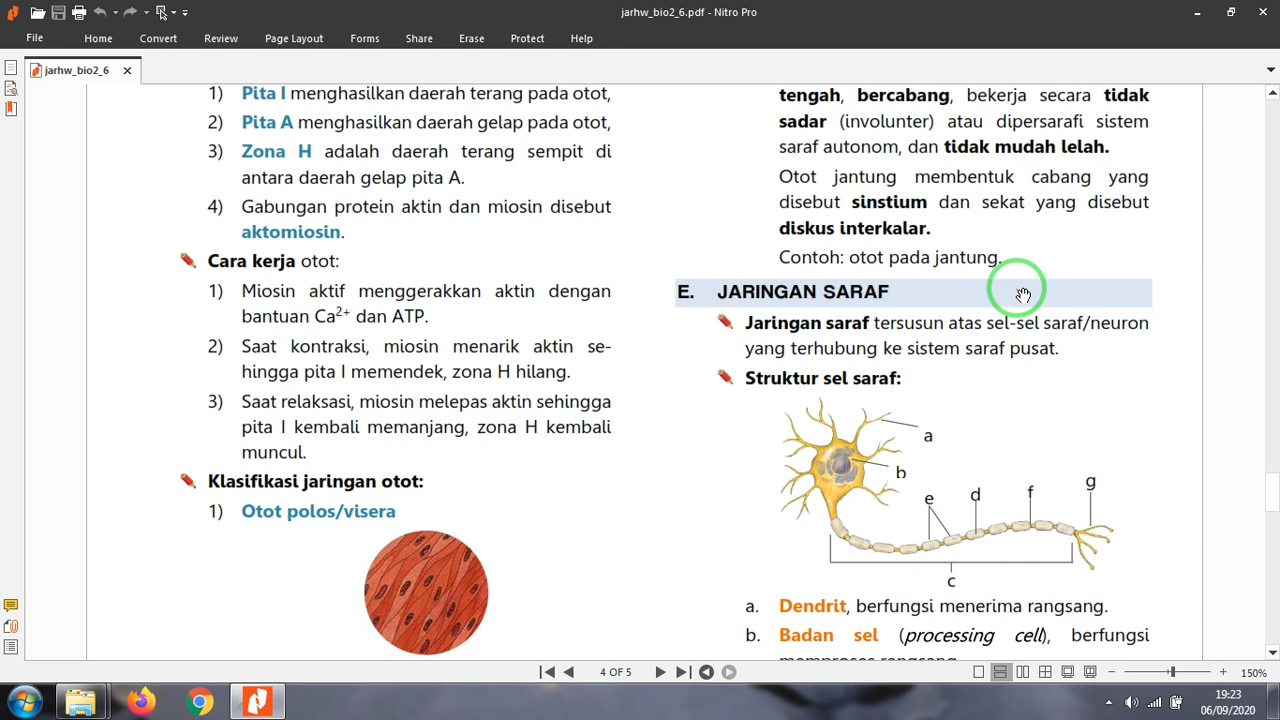 jarhw_bio2_6.pdf - Nitro Pro
File Home Convert Review Page Layout Forms Share Erase Protect Help
jarhw_bio2_6
1) Pita I menghasilkan daerah terang pada otot,
2) Pita A menghasilkan daerah gelap pada otot,
3) Zona H adalah daerah terang sempit di
antara daerah gelap pita A.
4) Gabungan protein aktin dan miosin disebut
aktomiosin.
Cara kerja otot:
1) Miosin aktif menggerakkan aktin dengan
bantuan Ca²⁺ dan ATP.
2) Saat kontraksi, miosin menarik aktin se-
hingga pita I memendek, zona H hilang.
3) Saat relaksasi, miosin melepas aktin sehingga
pita I kembali memanjang, zona H kembali
muncul.
Klasifikasi jaringan otot:
1) Otot polos/visera
tengah, bercabang, bekerja secara tidak
sadar (involunter) atau dipersarafi sistem
saraf autonom, dan tidak mudah lelah.
Otot jantung membentuk cabang yang
disebut sinstium dan sekat yang disebut
diskus interkalar.
Contoh: otot pada jantung.
E. JARINGAN SARAF
Jaringan saraf tersusun atas sel-sel saraf/neuron
yang terhubung ke sistem saraf pusat.
Struktur sel saraf:
a
b
e d f g
c
a. Dendrit, berfungsi menerima rangsang.
b. Badan sel (processing cell), berfungsi
memproses rangsang.
4 OF 5
150%
19:23
06/09/2020